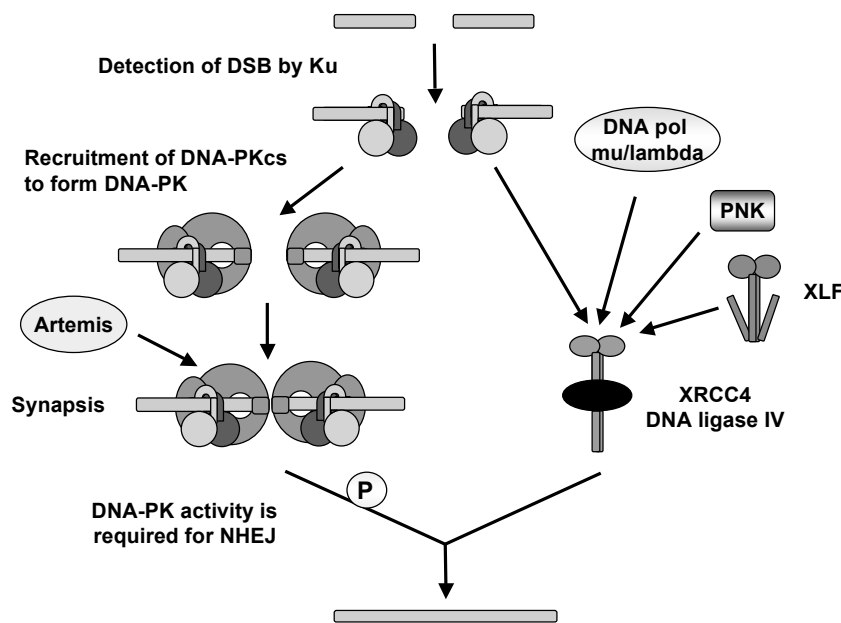 Detection of DSB by Ku
DNA pol
mu/lambda
Recruitment of DNA-PKcs
to form DNA-PK
PNK
XLF
Artemis
Synapsis
XRCC4
DNA ligase IV
P
DNA-PK activity is
required for NHEJ